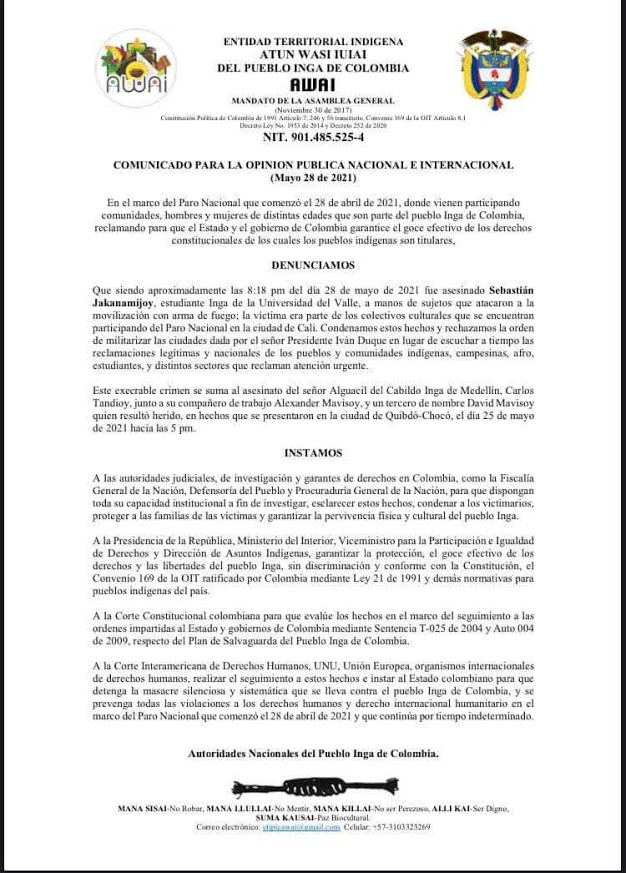 AWAI
ENTIDAD TERRITORIAL INDIGENA
ATUN WASI IUIAI
DEL PUEBLO INGA DE COLOMBIA
AWAI
MANDATO DE LA ASAMBLEA GENERAL
(Noviembre 30 de 2017)
Constitución Política de Colombia de 1991 Artículo 7, 246 y 56 transitorio, Convenio 169 de la OIT Artículo 6,1
Decreto Ley No. 1953 de 2014 y Decreto 252 de 2020
NIT. 901.485.525-4
COMUNICADO PARA LA OPINION PUBLICA NACIONAL E INTERNACIONAL
(Mayo 28 de 2021)
En el marco del Paro Nacional que comenzó el 28 de abril de 2021, donde vienen participando
comunidades, hombres y mujeres de distintas edades que son parte del pueblo Inga de Colombia,
reclamando para que el Estado y el gobierno de Colombia garantice el goce efectivo de los derechos
constitucionales de los cuales los pueblos indígenas son titulares,
DENUNCIAMOS
Que siendo aproximadamente las 8:18 pm del día 28 de mayo de 2021 fue asesinado Sebastián
Jakanamijoy, estudiante Inga de la Universidad del Valle, a manos de sujetos que atacaron a la
movilización con arma de fuego; la víctima era parte de los colectivos culturales que se encuentran
participando del Paro Nacional en la ciudad de Cali. Condenamos estos hechos y rechazamos la orden
de militarizar las ciudades dada por el señor Presidente Iván Duque en lugar de escuchar a tiempo las
reclamaciones legítimas y nacionales de los pueblos y comunidades indígenas, campesinas, afro,
estudiantes, y distintos sectores que reclaman atención urgente.
Este execrable crimen se suma al asesinato del señor Alguacil del Cabildo Inga de Medellín, Carlos
Tandioy, junto a su compañero de trabajo Alexander Mavisoy, y un tercero de nombre David Mavisoy
quien resultó herido, en hechos que se presentaron en la ciudad de Quibdó-Chocó, el día 25 de mayo
de 2021 hacía las 5 pm.
INSTAMOS
A las autoridades judiciales, de investigación y garantes de derechos en Colombia, como la Fiscalía
General de la Nación, Defensoría del Pueblo y Procuraduría General de la Nación, para que dispongan
toda su capacidad institucional a fin de investigar, esclarecer estos hechos, condenar a los victimarios,
proteger a las familias de las víctimas y garantizar la pervivencia física y cultural del pueblo Inga.
A la Presidencia de la República, Ministerio del Interior, Viceministro para la Participación e Igualdad
de Derechos y Dirección de Asuntos Indígenas, garantizar la protección, el goce efectivo de los
derechos y las libertades del pueblo Inga, sin discriminación y conforme con la Constitución, el
Convenio 169 de la OIT ratificado por Colombia mediante Ley 21 de 1991 y demás normativas para
pueblos indígenas del país.
A la Corte Constitucional colombiana para que evalúe los hechos en el marco del seguimiento a las
ordenes impartidas al Estado y gobiernos de Colombia mediante Sentencia T-025 de 2004 y Auto 004
de 2009, respecto del Plan de Salvaguarda del Pueblo Inga de Colombia.
A la Corte Interamericana de Derechos Humanos, UNU, Unión Europea, organismos internacionales
de derechos humanos, realizar el seguimiento a estos hechos e instar al Estado colombiano para que
detenga la masacre silenciosa y sistemática que se lleva contra el pueblo Inga de Colombia, y se
prevenga todas las violaciones a los derechos humanos y derecho internacional humanitario en el
marco del Paro Nacional que comenzó el 28 de abril de 2021 y que continúa por tiempo indeterminado.
Autoridades Nacionales del Pueblo Inga de Colombia.
MANA SISAI-No Robar, MANA LLULLAI-No Mentir, MANA KILLAI-No ser Perezoso, ALLI KAI-Ser Digno,
SUMA KAUSAI-Paz Biocultural.
Correo electrónico: etipicawai@gmail.com Celular: +57-3103323269